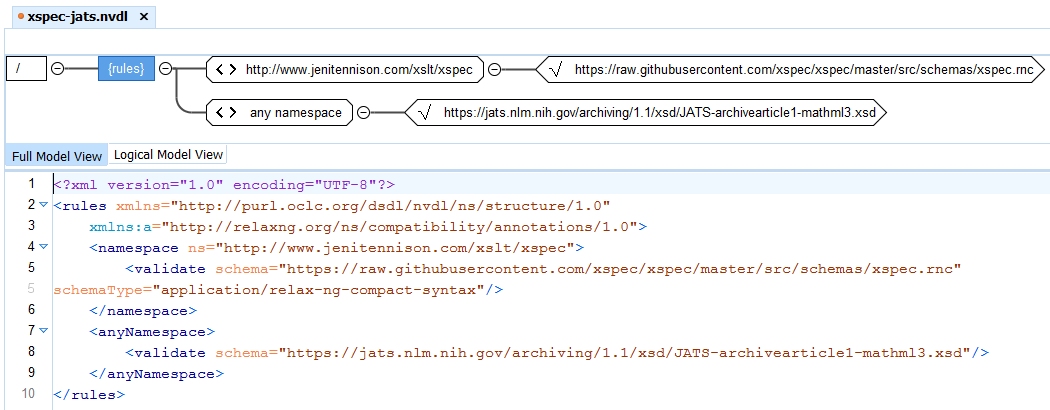 xspec-jats.nvdl ×
/ {rules} < > http://www.jenitennison.com/xslt/xspec √ https://raw.githubusercontent.com/xspec/xspec/master/src/schemas/xspec.rnc
< > any namespace √ https://jats.nlm.nih.gov/archiving/1.1/xsd/JATS-archivearticle1-mathml3.xsd
Full Model View Logical Model View
1 <?xml version="1.0" encoding="UTF-8"?>
2 <rules xmlns="http://purl.oclc.org/dsdl/nvdl/ns/structure/1.0"
3 xmlns:a="http://relaxng.org/ns/compatibility/annotations/1.0">
4 <namespace ns="http://www.jenitennison.com/xslt/xspec">
5 <validate schema="https://raw.githubusercontent.com/xspec/xspec/master/src/schemas/xspec.rnc"
5 schemaType="application/relax-ng-compact-syntax"/>
6 </namespace>
7 <anyNamespace>
8 <validate schema="https://jats.nlm.nih.gov/archiving/1.1/xsd/JATS-archivearticle1-mathml3.xsd"/>
9 </anyNamespace>
10 </rules>